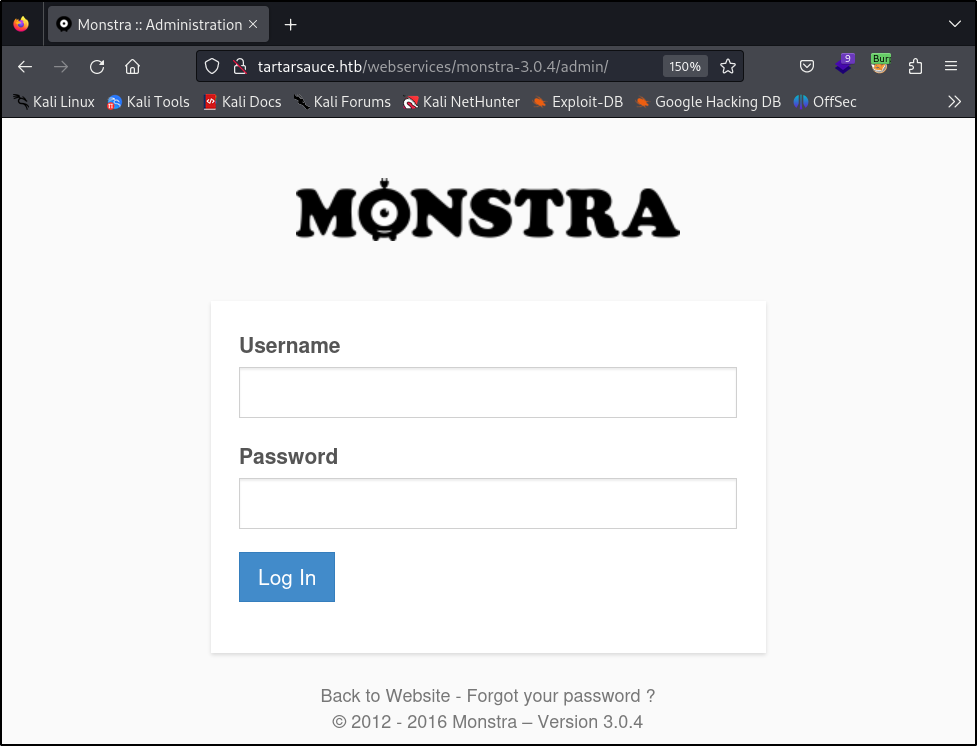 Monstra :: Administration
tartarsauce.htb/webservices/monstra-3.0.4/admin/ 150% 9 Burr
Kali Linux Kali Tools Kali Docs Kali Forums Kali NetHunter Exploit-DB Google Hacking DB OffSec
MONSTRA
Username
Password
Log In
Back to Website - Forgot your password ?
© 2012 - 2016 Monstra – Version 3.0.4